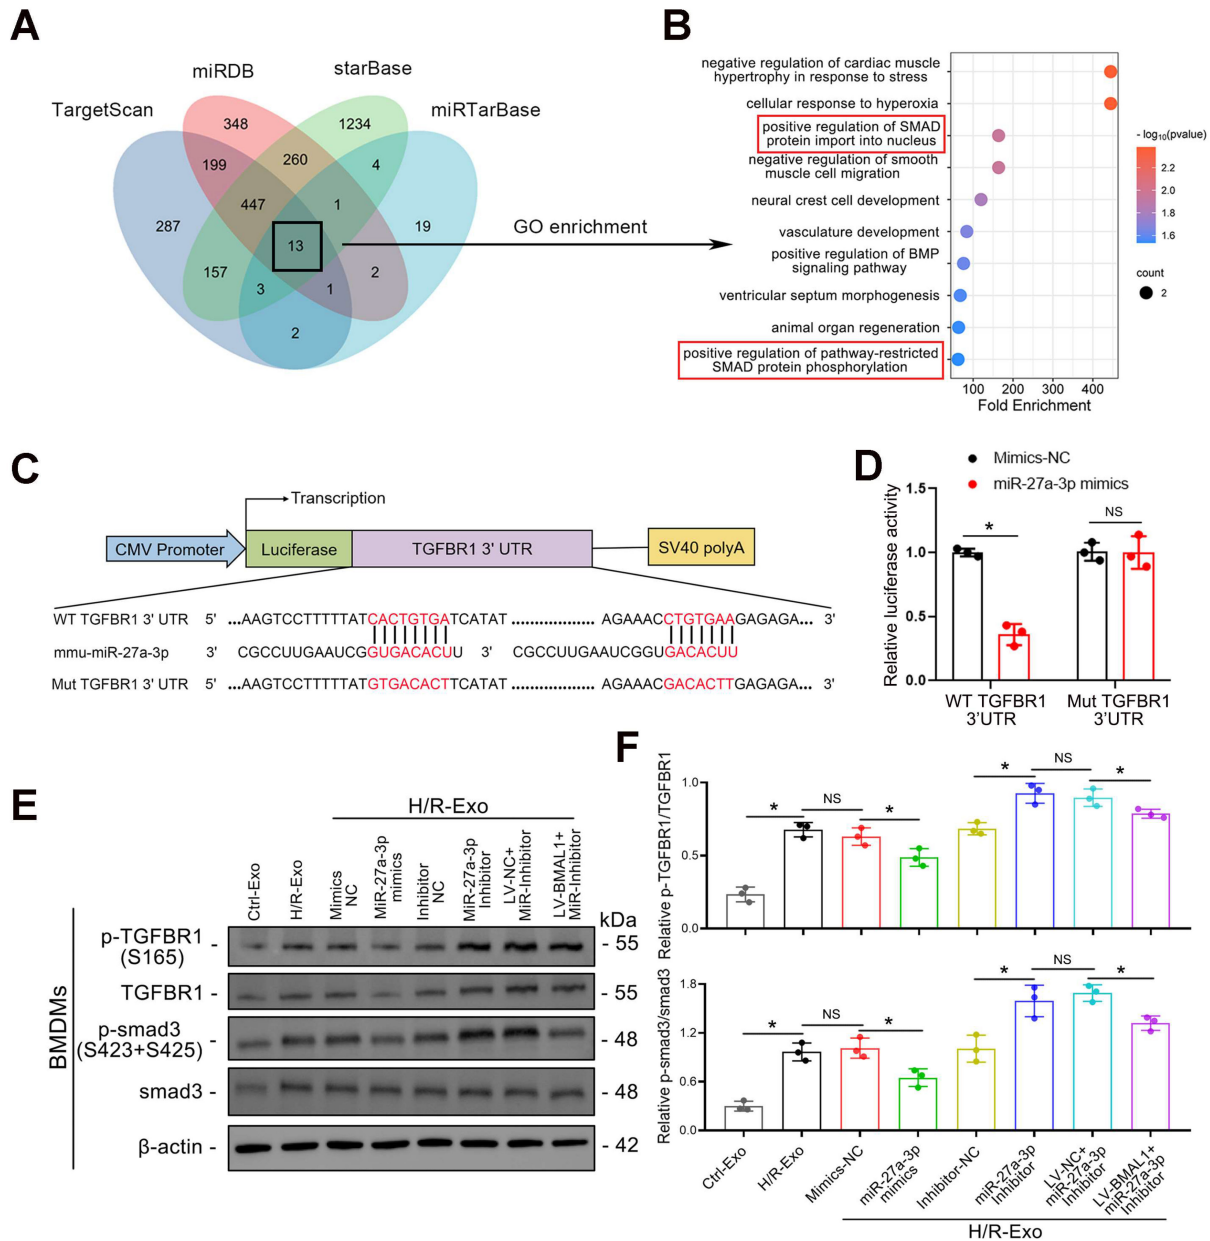 A
miRDB
starBase
TargetScan
miRTarBase
348
1234
199
260
4
447
1
287
19
13
157
2
3
1
2
GO enrichment
B
negative regulation of cardiac muscle
hypertrophy in response to stress
cellular response to hyperoxia
positive regulation of SMAD
protein import into nucleus
negative regulation of smooth
muscle cell migration
neural crest cell development
vasculature development
positive regulation of BMP
signaling pathway
ventricular septum morphogenesis
animal organ regeneration
positive regulation of pathway-restricted
SMAD protein phosphorylation
100 200 300 400
Fold Enrichment
- log10(pvalue)
2.2
2.0
1.8
1.6
count
2
C
Transcription
CMV Promoter
Luciferase
TGFBR1 3' UTR
SV40 polyA
WT TGFBR1 3' UTR 5' ...AAGTCCTTTTTATCACTGTGATCATAT ................... AGAAACCTGTGAAGAGAGA... 3'
mmu-miR-27a-3p 3' CGCCUUGAAUCGGUGACACUU 3' CGCCUUGAAUCGGUGACACUU
Mut TGFBR1 3' UTR 5' ...AAGTCCTTTTTATGTGACACTTCATAT ................... AGAAACGACACTTGAGAGA... 3'
D
Mimics-NC
miR-27a-3p mimics
Relative luciferase activity
1.5
1.0
0.5
0.0
*
NS
WT TGFBR1
3'UTR
Mut TGFBR1
3'UTR
E
H/R-Exo
Ctrl-Exo
H/R-Exo
Mimics
NC
MiR-27a-3p
mimics
Inhibitor
NC
MiR-27a-3p
Inhibitor
LV-NC+
MiR-Inhibitor
LV-BMAL1+
MiR-Inhibitor
kDa
BMDMs
p-TGFBR1
(S165)
- 55
TGFBR1
- 55
p-smad3
(S423+S425)
- 48
smad3 -
- 48
β-actin -
- 42
F
Relative p-TGFBR1/TGFBR1
1.0
0.5
0.0
*
NS
*
*
NS
*
Relative p-smad3/smad3
1.8
1.2
0.6
0.0
*
NS
*
*
NS
*
Ctrl-Exo
H/R-Exo
Mimics-NC
miR-27a-3p
mimics
Inhibitor-NC
miR-27a-3p
Inhibitor
LV-NC+
miR-27a-3p
Inhibitor
LV-BMAL1+
miR-27a-3p
Inhibitor
H/R-Exo